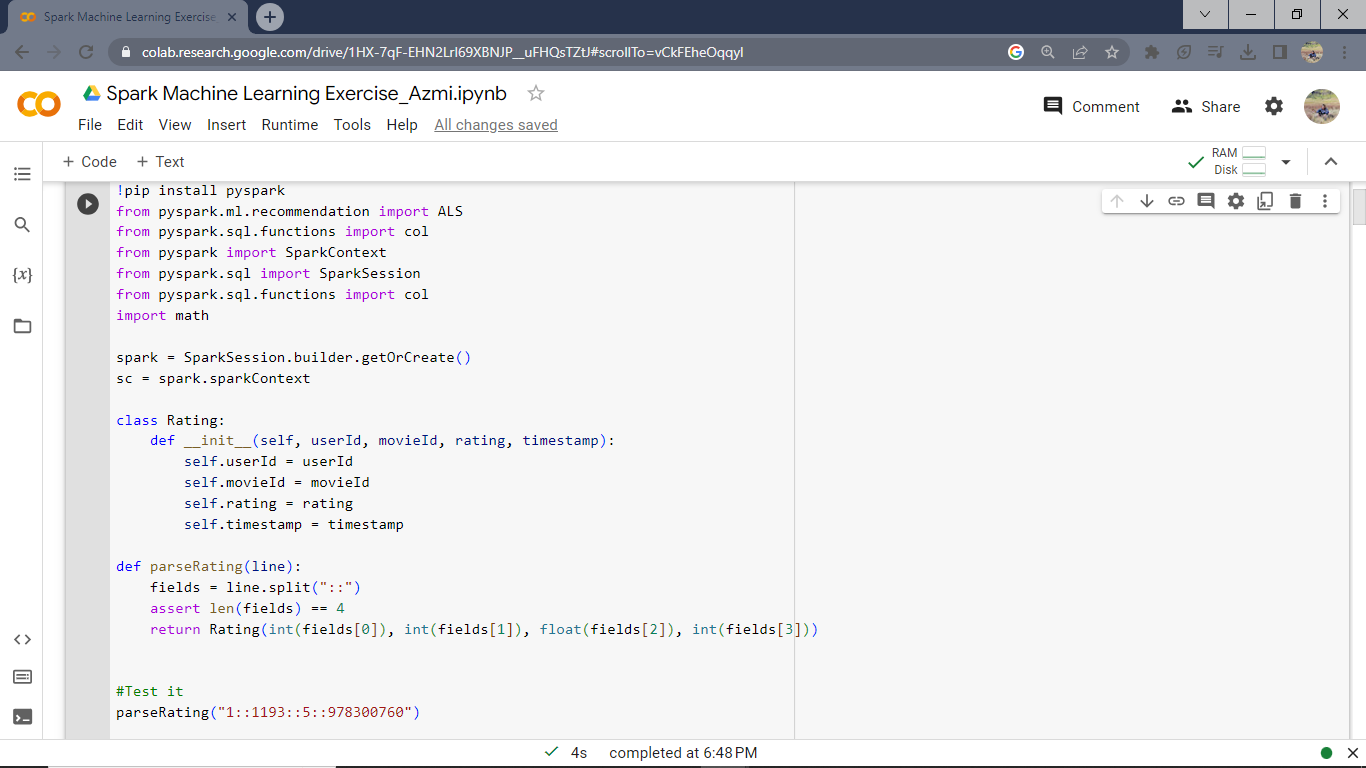 Spark Machine Learning Exercise
colab.research.google.com/drive/1HX-7qF-EHN2LrI69XBNJP__uFHQsTZtJ#scrollTo=vCkFEheOqqyI
Spark Machine Learning Exercise_Azmi.ipynb
Comment
Share
File Edit View Insert Runtime Tools Help All changes saved
+ Code + Text
RAM
Disk
!pip install pyspark
from pyspark.ml.recommendation import ALS
from pyspark.sql.functions import col
from pyspark import SparkContext
from pyspark.sql import SparkSession
from pyspark.sql.functions import col
import math
spark = SparkSession.builder.getOrCreate()
sc = spark.sparkContext
class Rating:
    def __init__(self, userId, movieId, rating, timestamp):
        self.userId = userId
        self.movieId = movieId
        self.rating = rating
        self.timestamp = timestamp
def parseRating(line):
    fields = line.split("::")
    assert len(fields) == 4
    return Rating(int(fields[0]), int(fields[1]), float(fields[2]), int(fields[3]))
#Test it
parseRating("1::1193::5::978300760")
4s completed at 6:48 PM